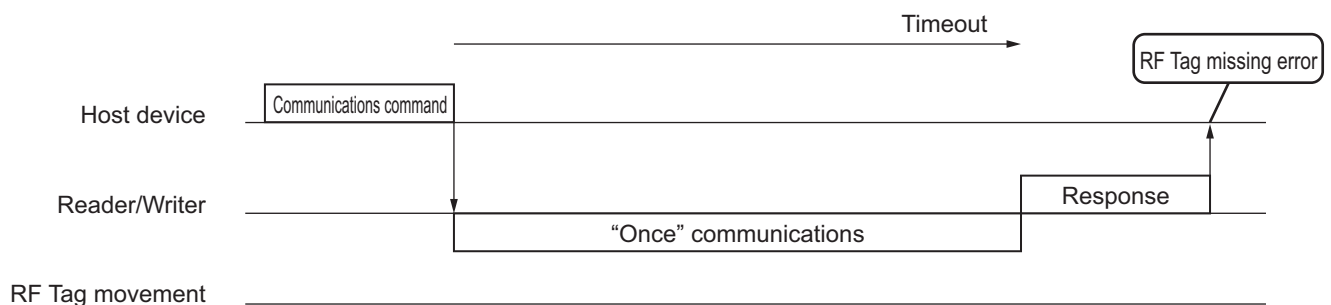 Timeout
RF Tag missing error
Communications command
Host device
Response
Reader/Writer
“Once” communications
RF Tag movement